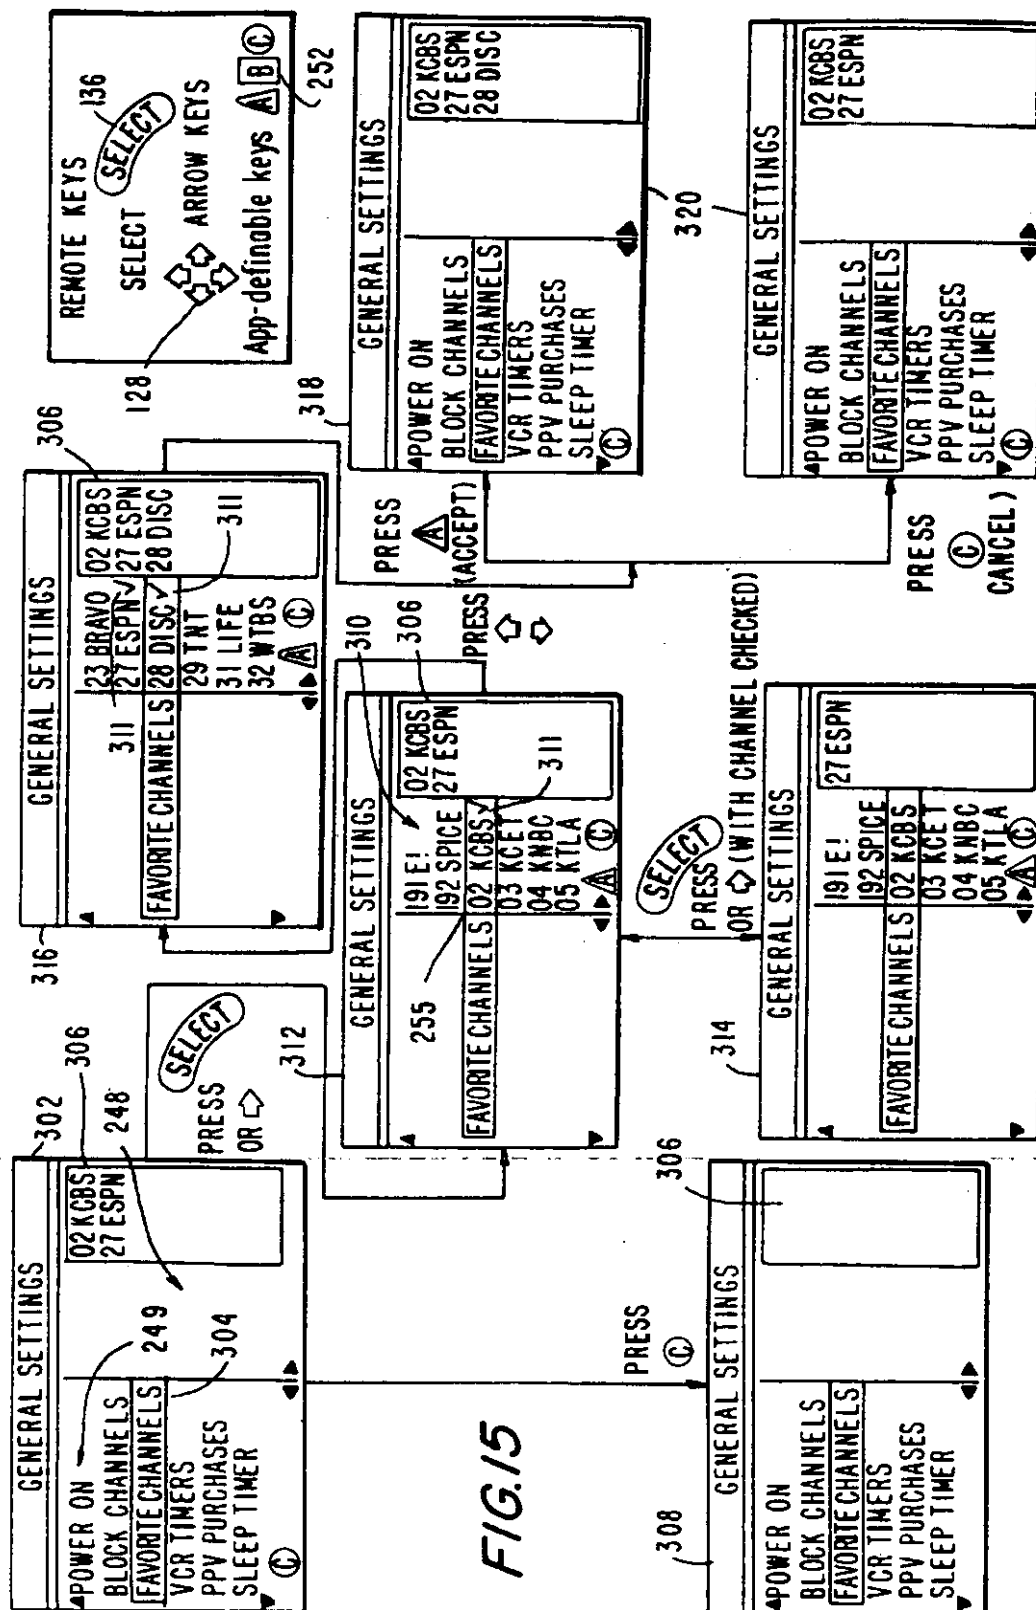 302
GENERAL SETTINGS
POWER ON
BLOCK CHANNELS
FAVORITE CHANNELS
VCR TIMERS
PPV PURCHASES
SLEEP TIMER
C
249
304
248
306
02 KCBS
27 ESPN
PRESS
SELECT
OR
316
GENERAL SETTINGS
FAVORITE CHANNELS
311
23 BRAVO
27 ESPN
28 DISC
29 TNT
31 LIFE
32 WTBS
A C
311
306
02 KCBS
27 ESPN
28 DISC
REMOTE KEYS
SELECT
SELECT
136
128
ARROW KEYS
App-definable keys A B C
252
312
GENERAL SETTINGS
255
FAVORITE CHANNELS
310
191 E!
192 SPICE
02 KCBS
03 KCET
04 KNBC
05 KTLA
A C
306
02 KCBS
27 ESPN
311
PRESS
PRESS
A
(ACCEPT)
318
GENERAL SETTINGS
POWER ON
BLOCK CHANNELS
FAVORITE CHANNELS
VCR TIMERS
PPV PURCHASES
SLEEP TIMER
C
02 KCBS
27 ESPN
28 DISC
320
FIG.15
PRESS
C
308
GENERAL SETTINGS
POWER ON
BLOCK CHANNELS
FAVORITE CHANNELS
VCR TIMERS
PPV PURCHASES
SLEEP TIMER
306
PRESS
SELECT
OR (WITH CHANNEL CHECKED)
314
GENERAL SETTINGS
FAVORITE CHANNELS
191 E!
192 SPICE
02 KCBS
03 KCET
04 KNBC
05 KTLA
A C
27 ESPN
PRESS
C
CANCEL)
GENERAL SETTINGS
POWER ON
BLOCK CHANNELS
FAVORITE CHANNELS
VCR TIMERS
PPV PURCHASES
SLEEP TIMER
C
02 KCBS
27 ESPN